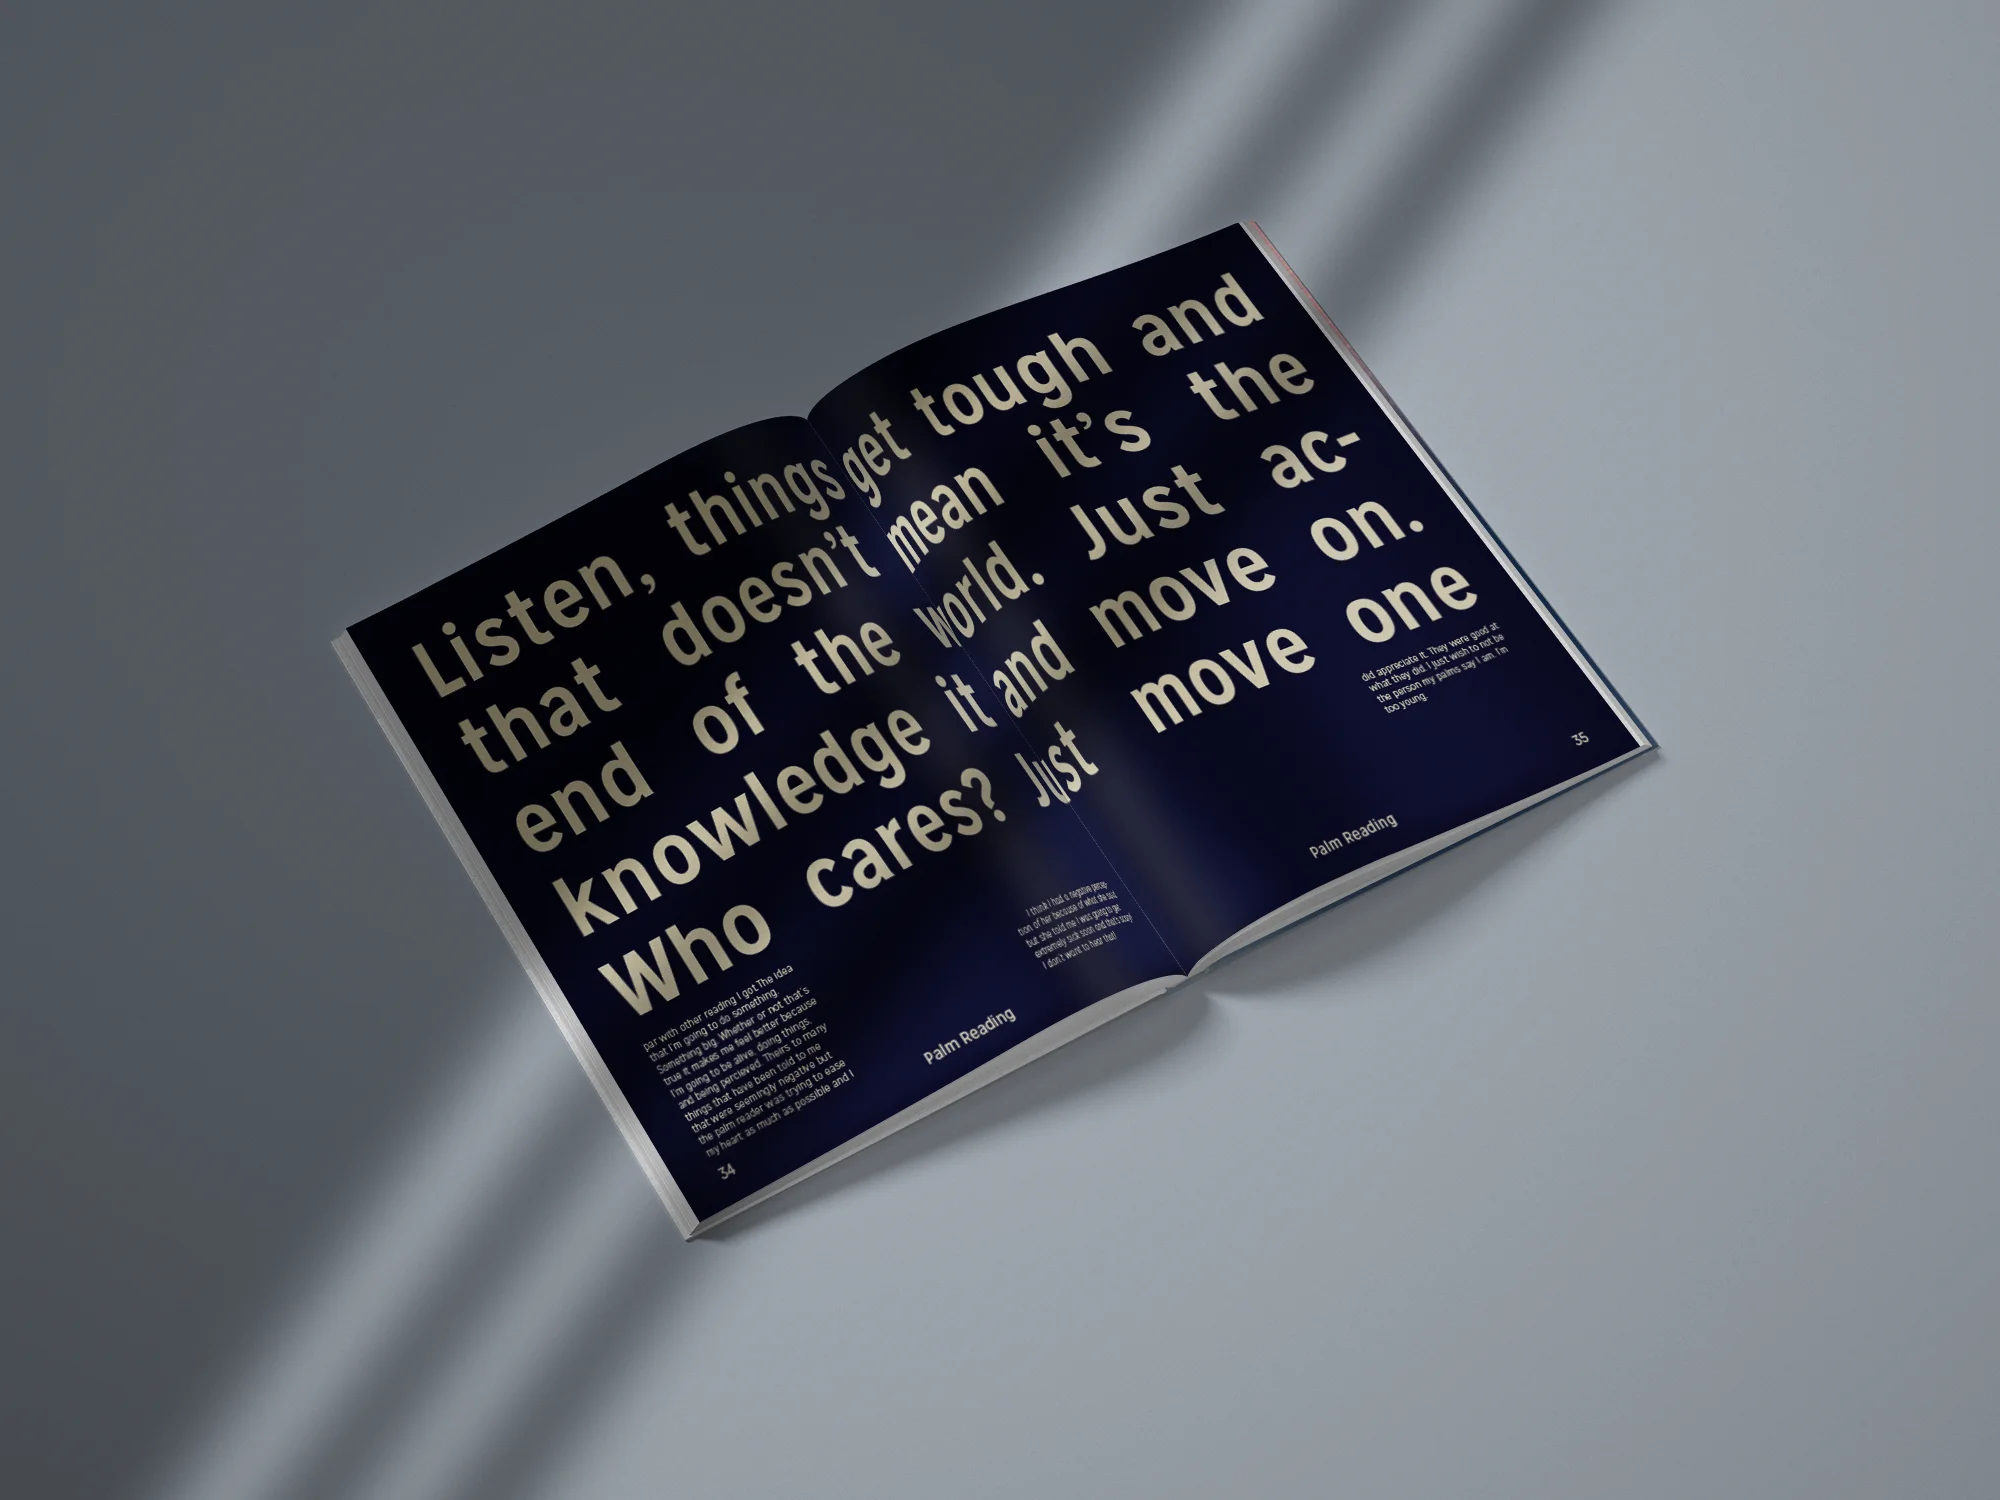 Listen, things get tough and
that doesn't mean it's the
end of the world. Just ac-
knowledge it and move on.
Who cares? Just move one
par with other reading I got.The Idea
that I'm going to do something.
Something big. Whether or not that's
true it makes me feel better because
I'm going to be alive, doing things,
and being percieved. Theirs to many
things that have been told to me
that were seemingly negative but
the palm reader was trying to ease
my heart as much as possible and I
34
Palm Reading
I think I had a negative percep-
tion of her because of what she said
but she told me I was going to get
extremely sick soon and that's scary!
I don't want to hear that!
did appreciate it. They were good at
what they did. I just wish to not be
the person my palms say I am. I'm
too young.
35
Palm Reading